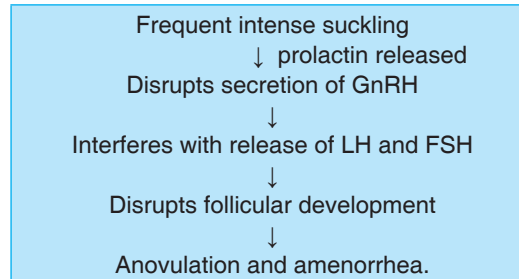 Frequent intense suckling
↓ prolactin released
Disrupts secretion of GnRH
↓
Interferes with release of LH and FSH
↓
Disrupts follicular development
↓
Anovulation and amenorrhea.